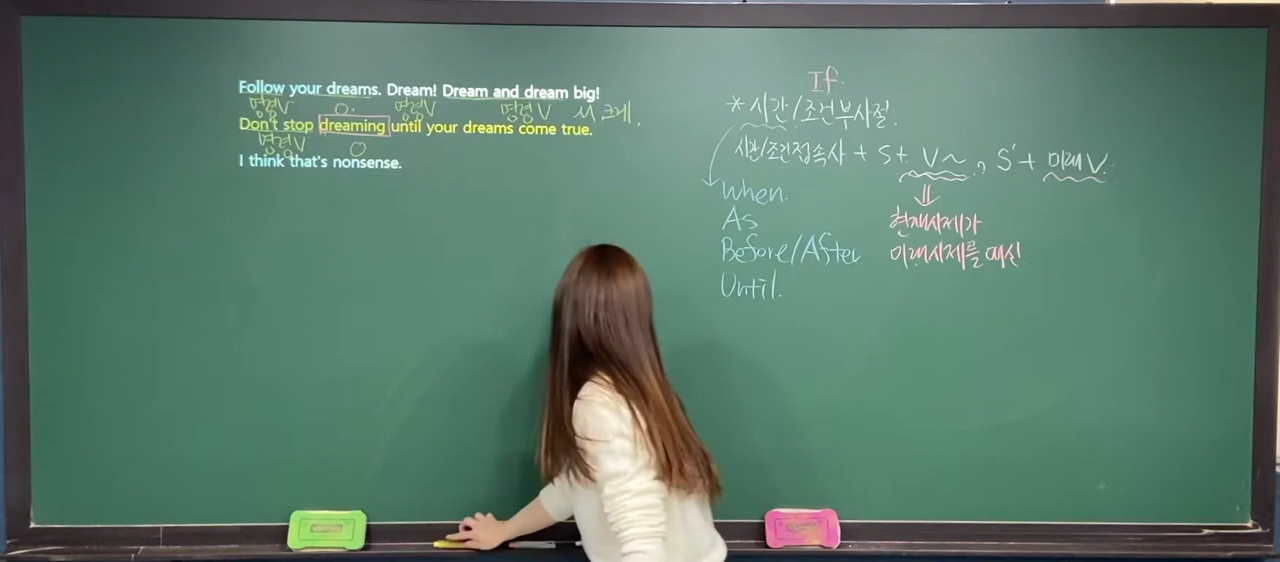 Follow your dreams. Dream! Dream and dream big!
명령V O. 명령V 명령V 크게.
Don't stop dreaming until your dreams come true.
명령V O
I think that's nonsense.
If.
*시간/조건부사절.
시간/조건접속사 + S + V~, S' + 미래V.
When.
As
Before/After
Until.
현재시제가
미래시제를 대신